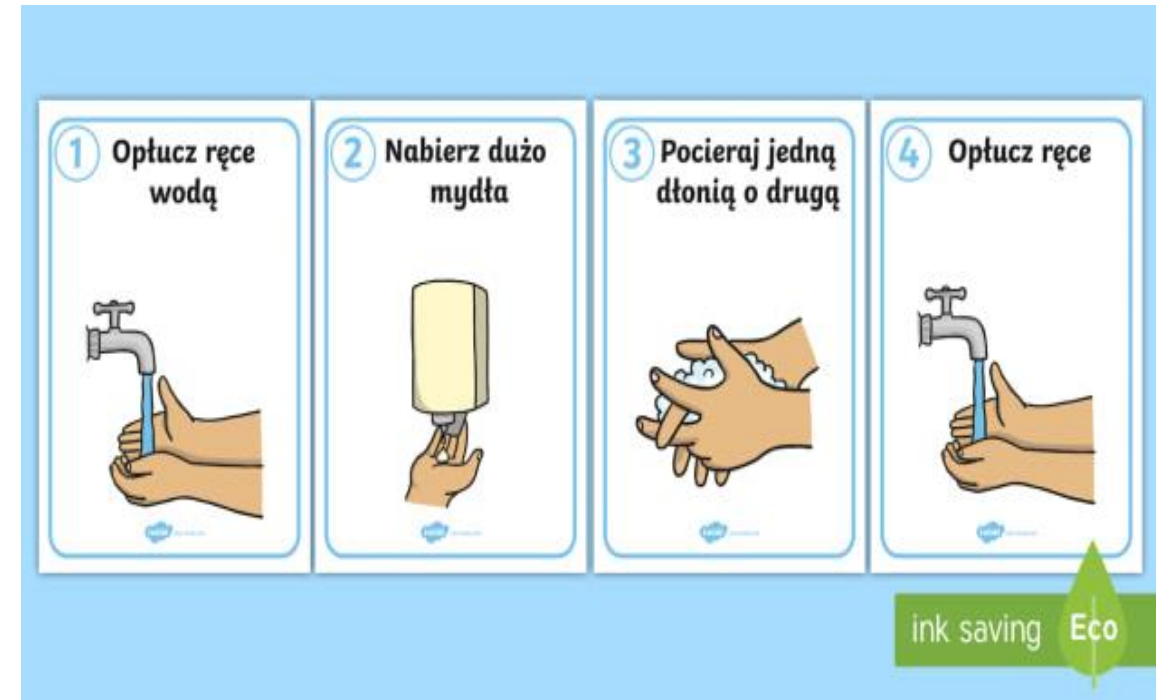 1
Opłucz ręce
wodą
2
Nabierz dużo
mydła
3
Pocieraj jedną
dłonią o drugą
4
Opłucz ręce
ink saving
Eco